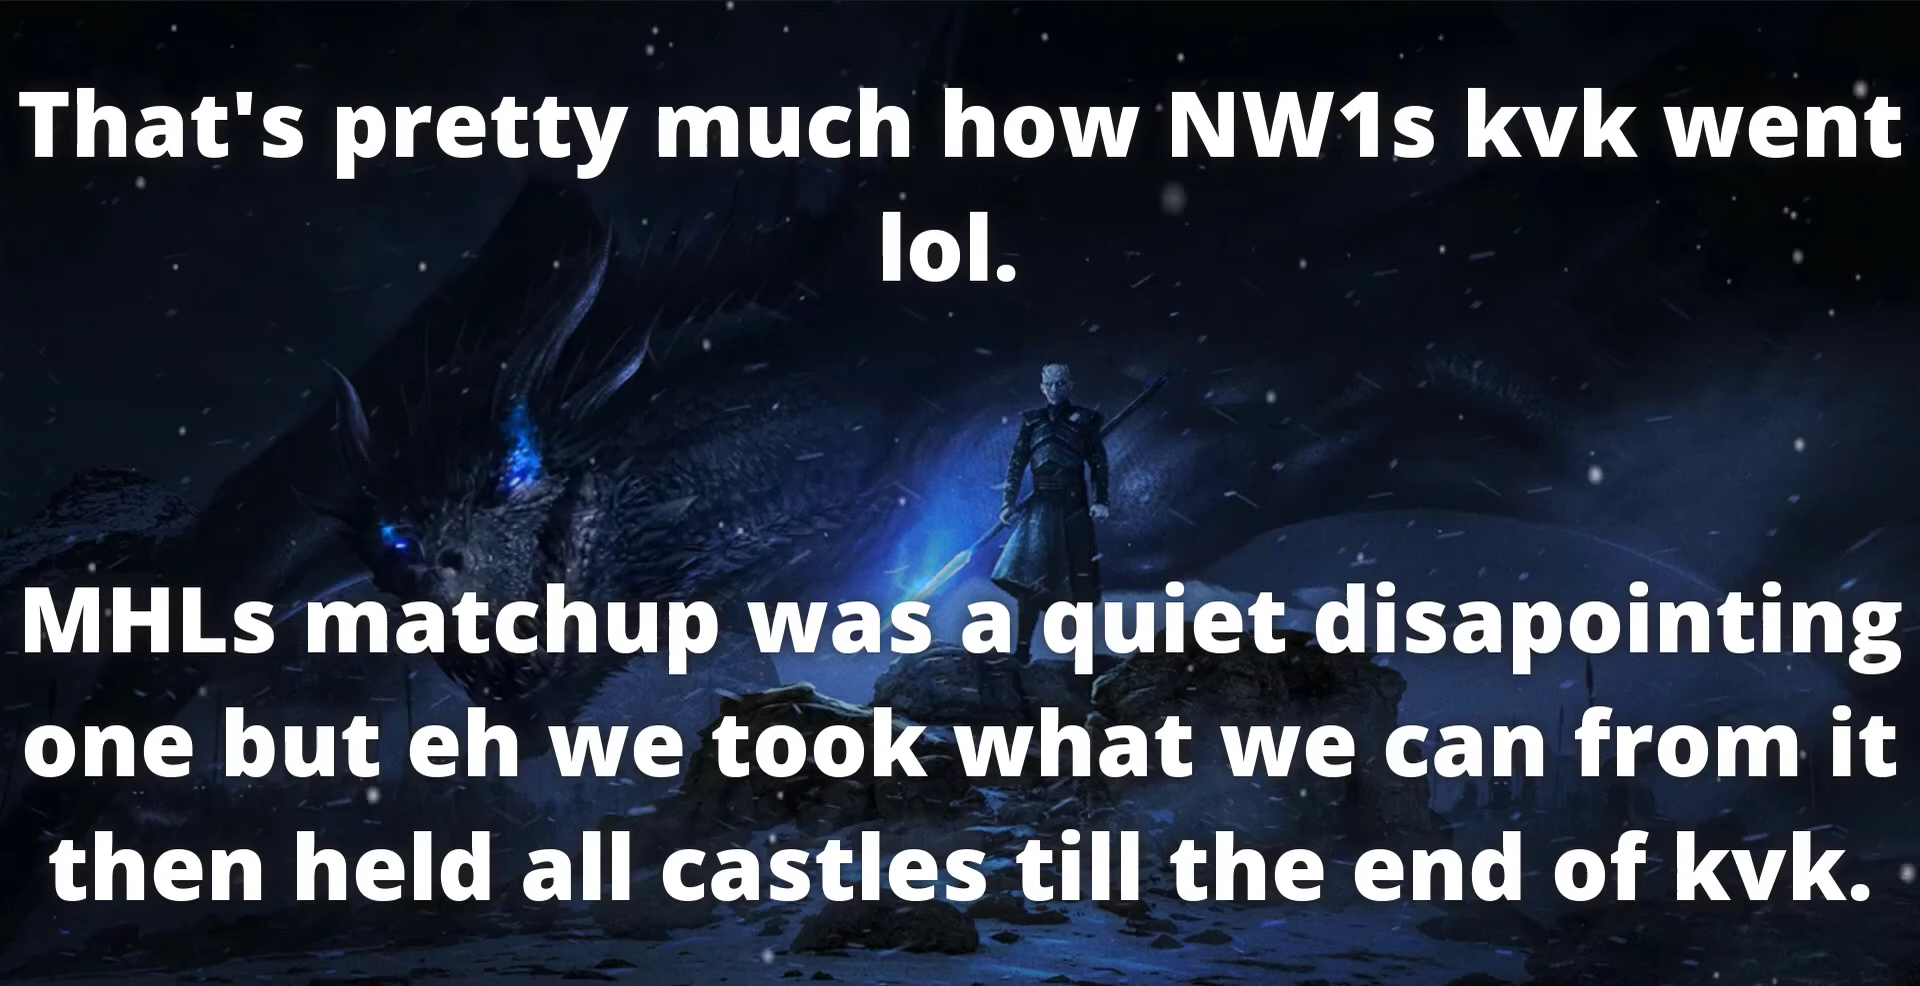 That's pretty much how NW1s kvk went
lol.
MHLs matchup was a quiet disapointing
one but eh we took what we can from it
then held all castles till the end of kvk.